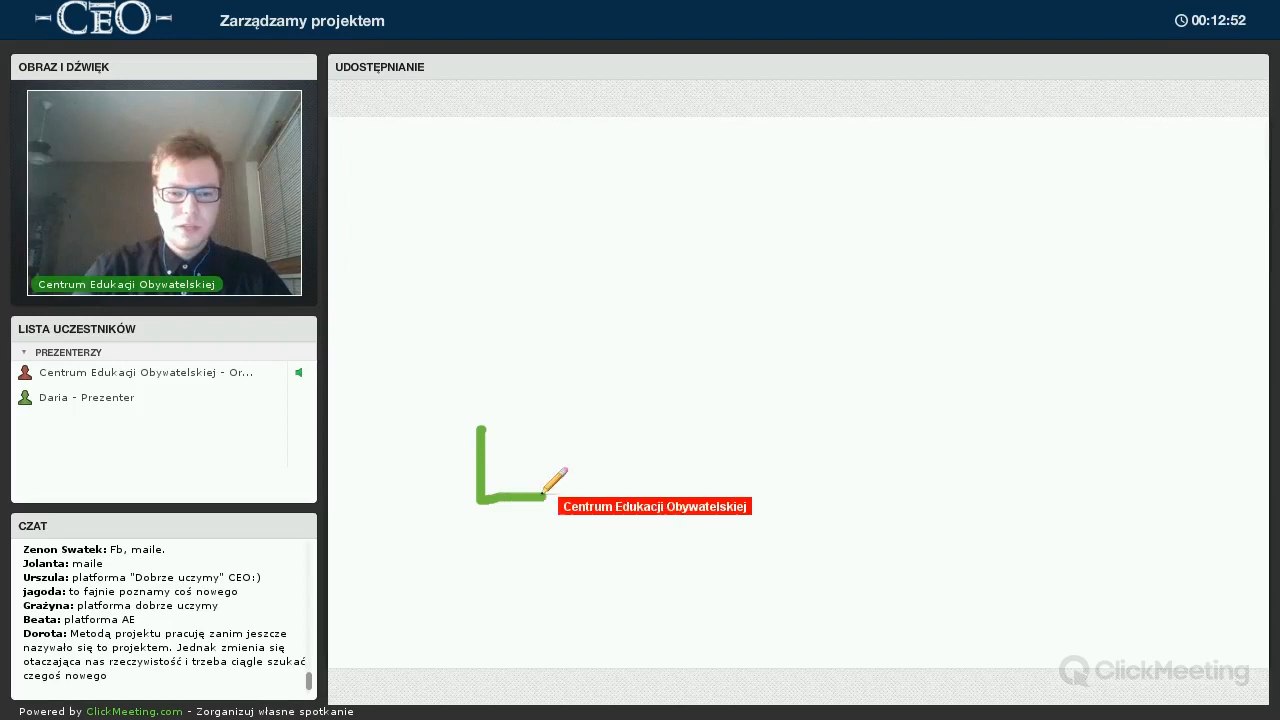 CEO
Zarządzamy projektem
00:12:52
OBRAZ I DŹWIĘK
Centrum Edukacji Obywatelskiej
LISTA UCZESTNIKÓW
PREZENTERZY
Centrum Edukacji Obywatelskiej - Or...
Daria - Prezenter
CZAT
Zenon Swatek: Fb, maile.
Jolanta: maile
Urszula: platforma "Dobrze uczymy" CEO:)
jagoda: to fajnie poznamy coś nowego
Grażyna: platforma dobrze uczymy
Beata: platforma AE
Dorota: Metodą projektu pracuję zanim jeszcze
nazywało się to projektem. Jednak zmienia się
otaczająca nas rzeczywistość i trzeba ciągle szukać
czegoś nowego
UDOSTĘPNIANIE
Centrum Edukacji Obywatelskiej
ClickMeeting
Powered by ClickMeeting.com - Zorganizuj własne spotkanie